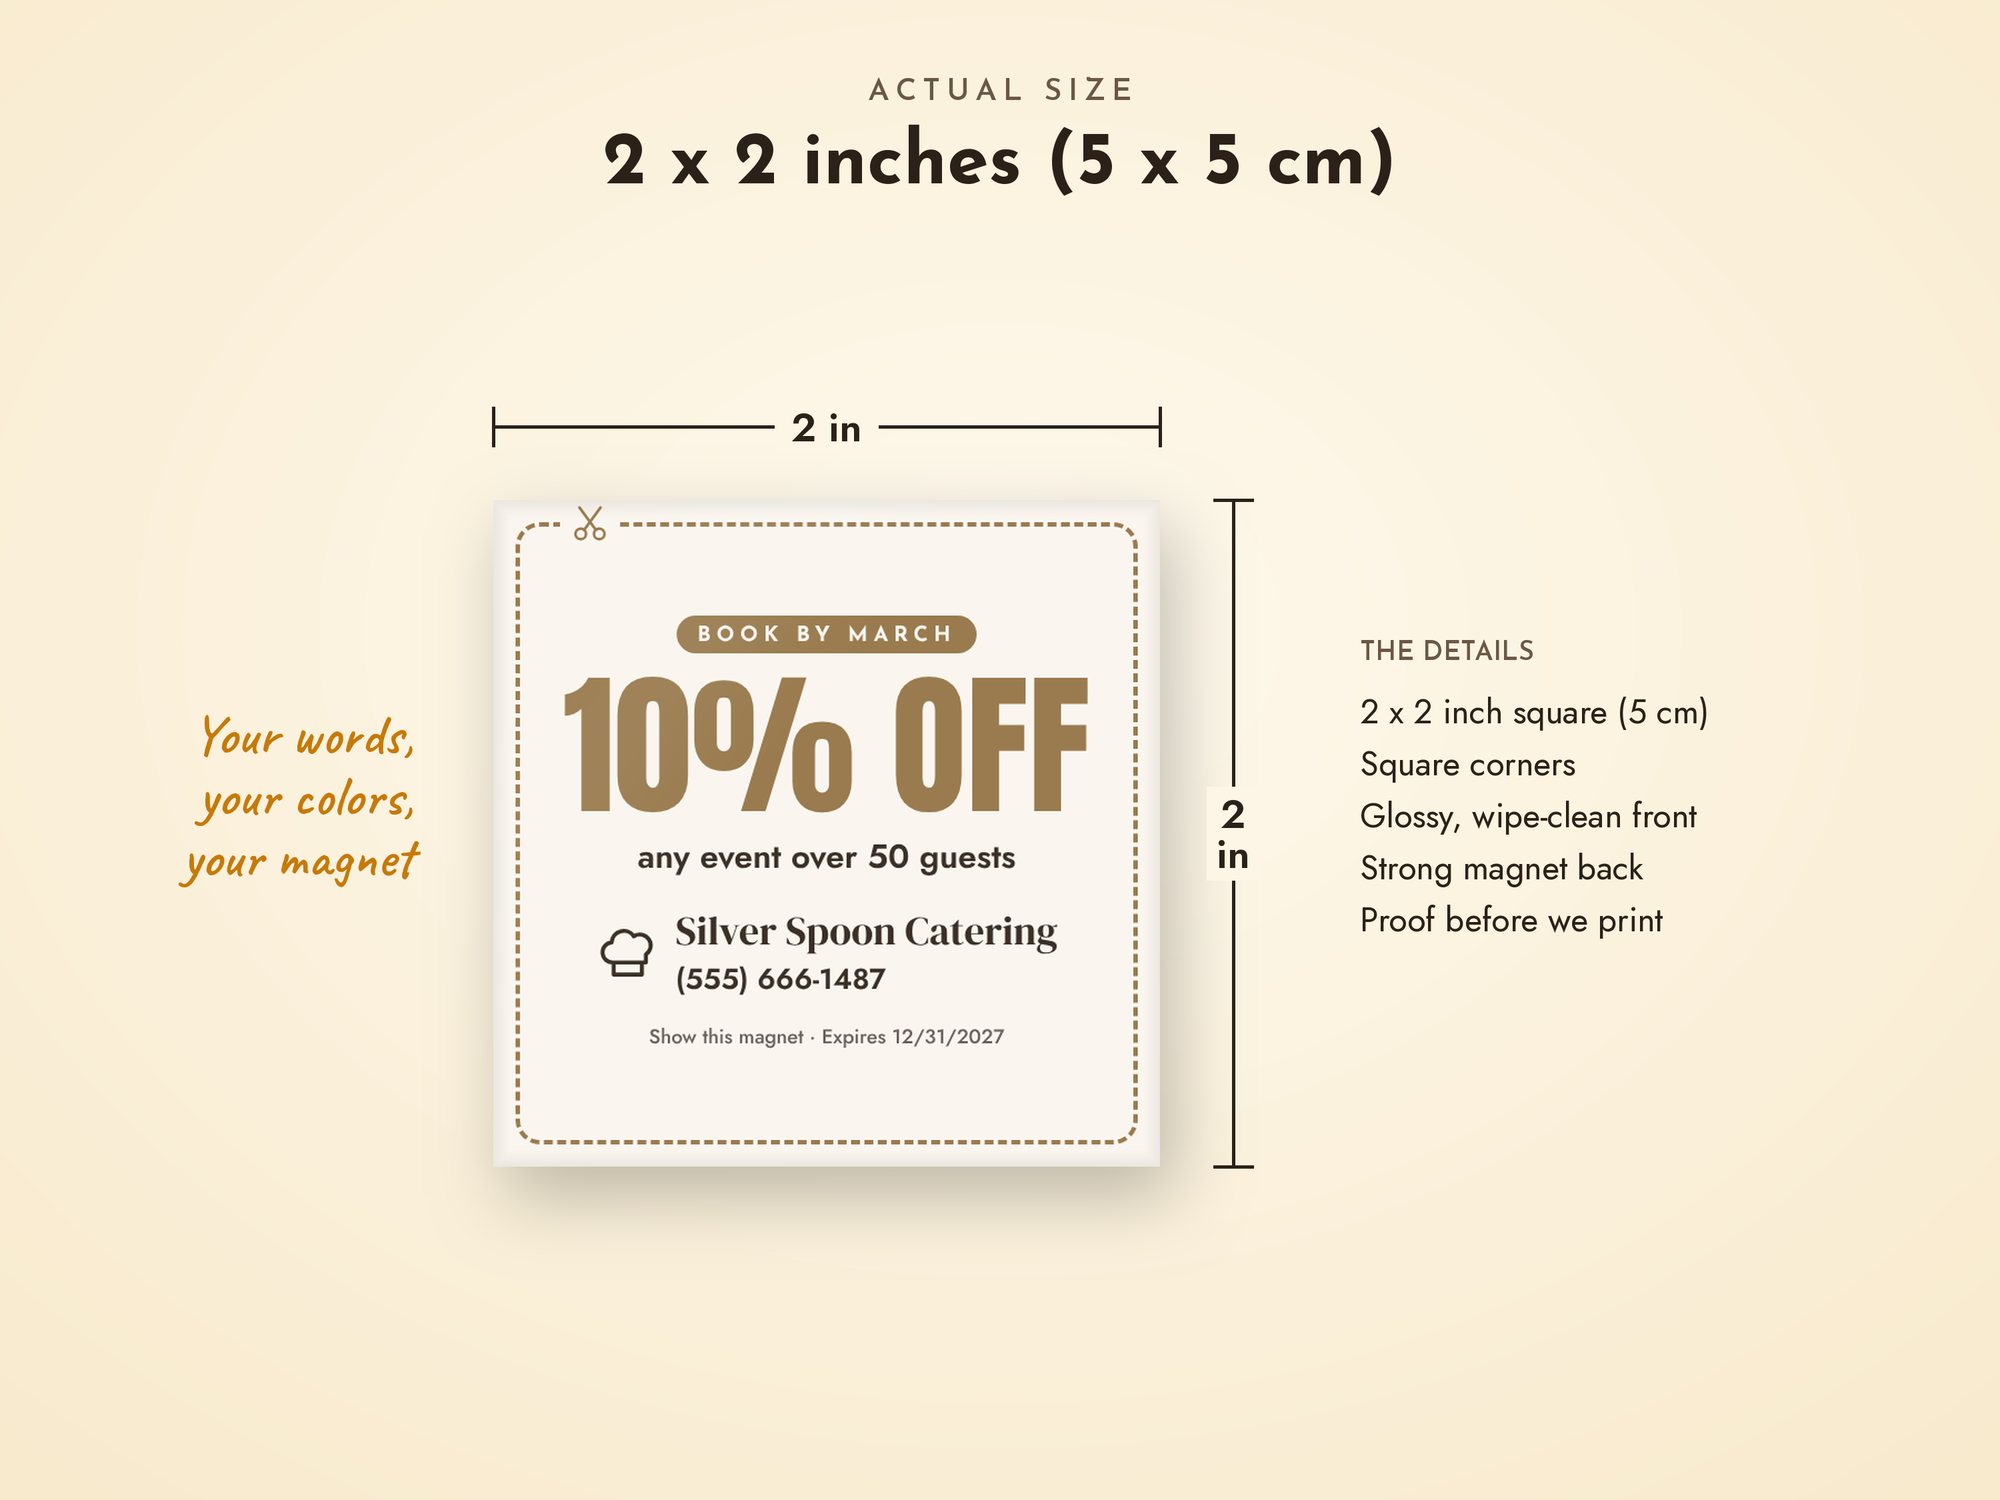 ACTUAL SIZE
2 x 2 inches (5 x 5 cm)
2 in
BOOK BY MARCH
10% OFF
any event over 50 guests
Silver Spoon Catering
(555) 666-1487
Show this magnet · Expires 12/31/2027
2
in
Your words,
your colors,
your magnet
THE DETAILS
2 x 2 inch square (5 cm)
Square corners
Glossy, wipe-clean front
Strong magnet back
Proof before we print